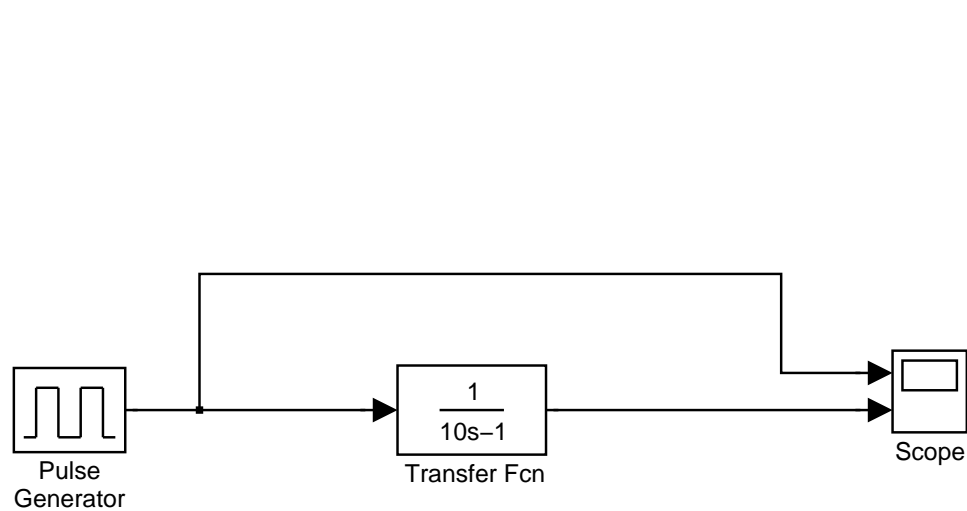 Pulse
Generator
1
10s−1
Transfer Fcn
Scope